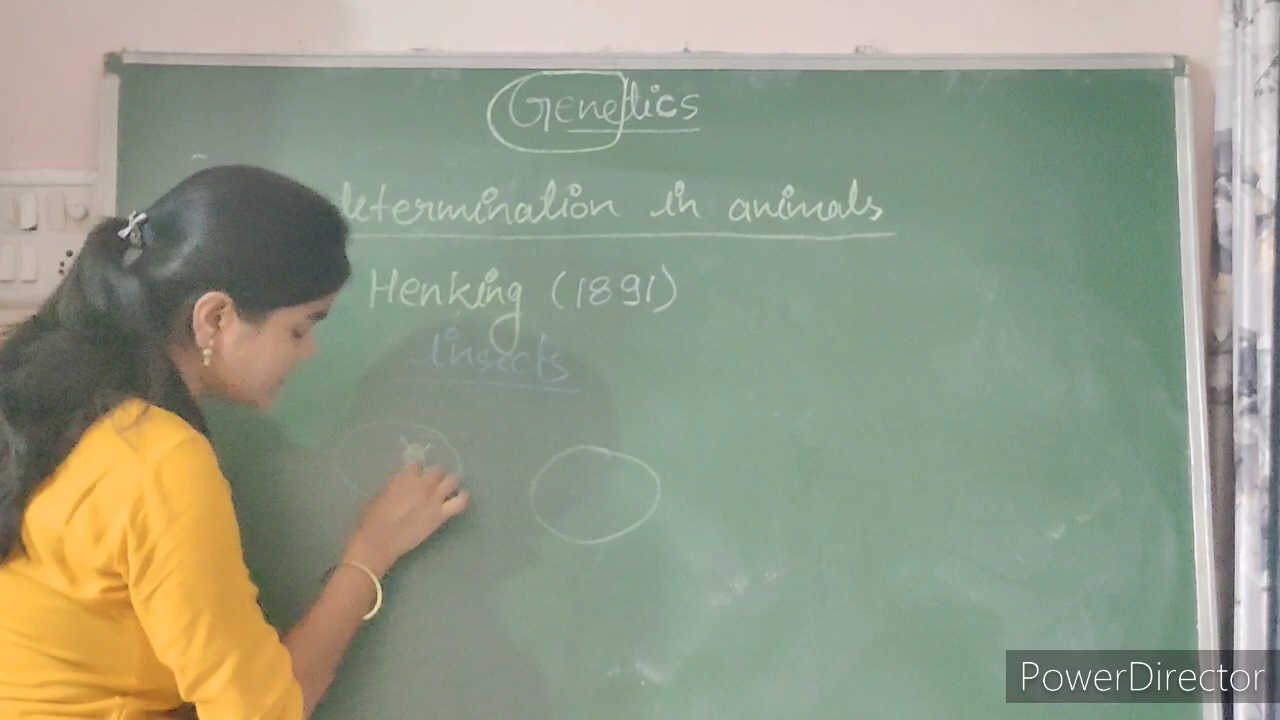 Genetics
determination in animals
Henking (1891)
insects
PowerDirector